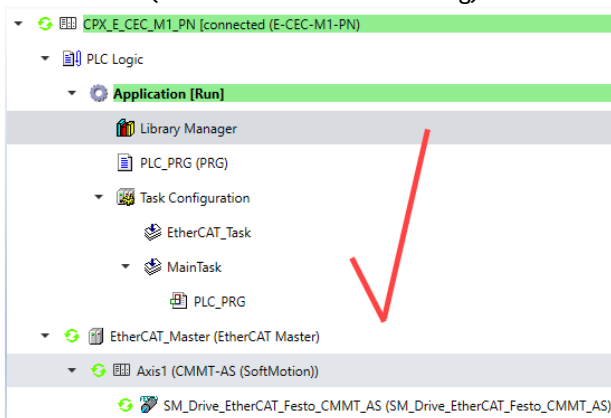 CPX_E_CEC_M1_PN [connected (E-CEC-M1-PN)
PLC Logic
Application [Run]
Library Manager
PLC_PRG (PRG)
Task Configuration
EtherCAT_Task
MainTask
PLC_PRG
EtherCAT_Master (EtherCAT Master)
Axis1 (CMMT-AS (SoftMotion))
SM_Drive_EtherCAT_Festo_CMMT_AS (SM_Drive_EtherCAT_Festo_CMMT_AS)